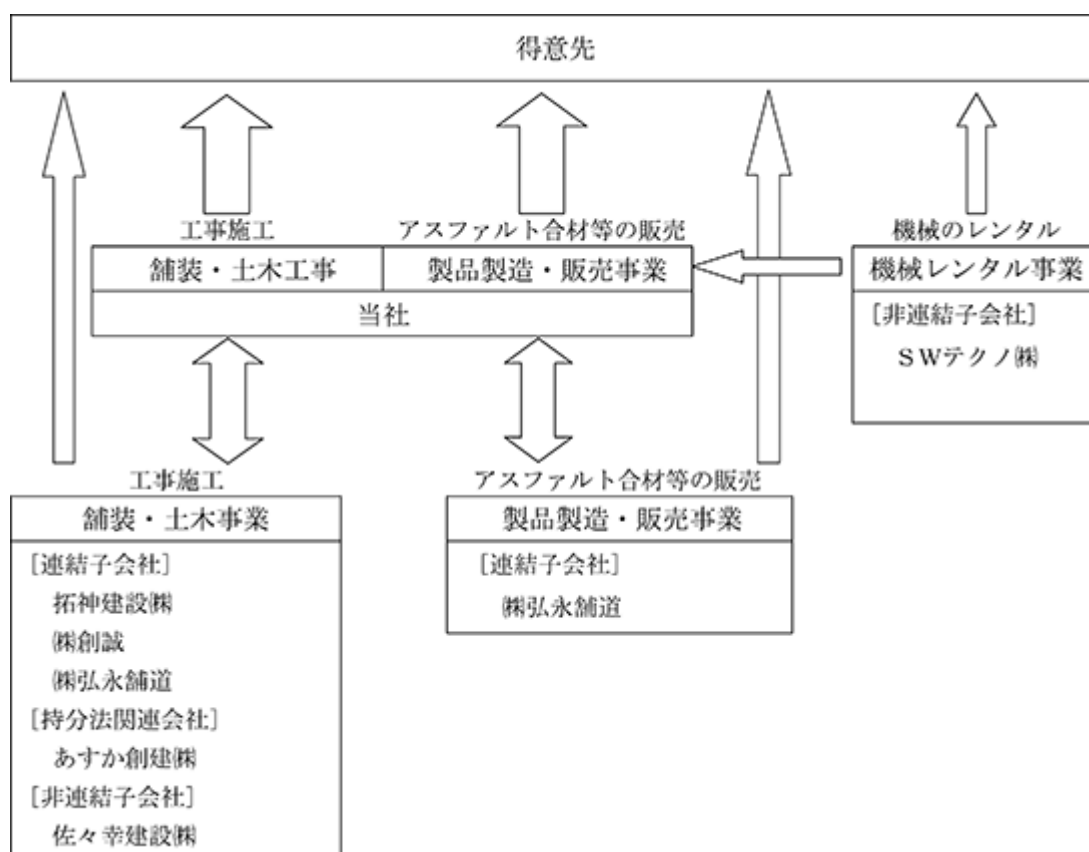 得意先
工事施工
アスファルト合材等の販売
機械のレンタル
舗装・土木工事
製品製造・販売事業
機械レンタル事業
当社
[非連結子会社]
ＳＷテクノ㈱
工事施工
アスファルト合材等の販売
舗装・土木事業
製品製造・販売事業
[連結子会社]
拓神建設㈱
㈱創誠
㈱弘永舗道
[持分法関連会社]
あすか創建㈱
[非連結子会社]
佐々幸建設㈱
[連結子会社]
㈱弘永舗道